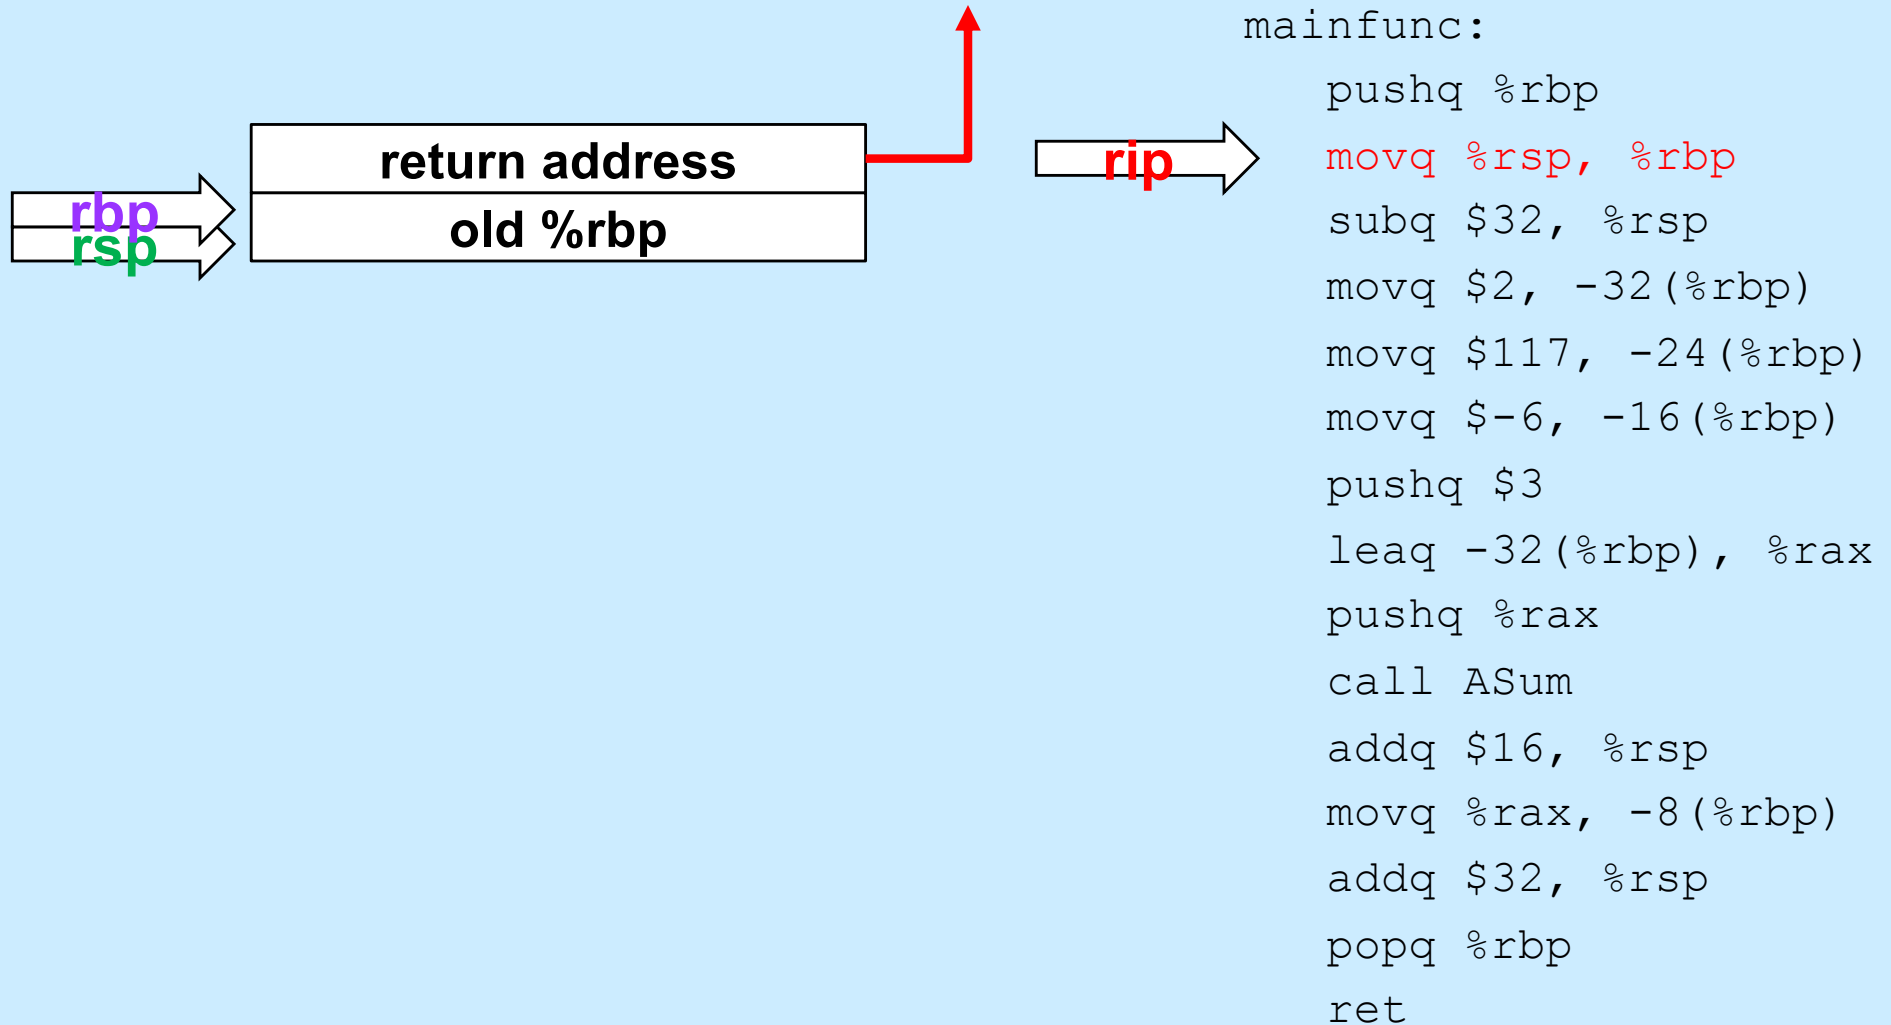 return address
old %rbp
rbp
rsp
rip
mainfunc:
pushq %rbp
movq %rsp, %rbp
subq $32, %rsp
movq $2, -32(%rbp)
movq $117, -24(%rbp)
movq $-6, -16(%rbp)
pushq $3
leaq -32(%rbp), %rax
pushq %rax
call ASum
addq $16, %rsp
movq %rax, -8(%rbp)
addq $32, %rsp
popq %rbp
ret